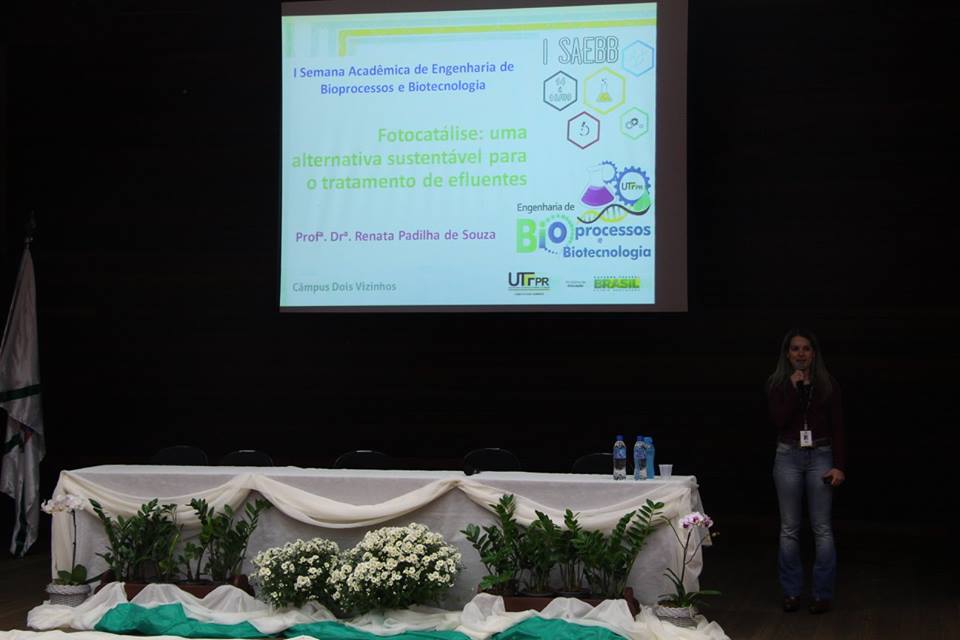 I SAEBB
I Semana Acadêmica de Engenharia de
Bioprocessos e Biotecnologia
Fotocatálise: uma
alternativa sustentável para
o tratamento de efluentes
UTFPR
Engenharia de
Bioprocessos
e
Biotecnologia
Profª. Drª. Renata Padilha de Souza
Câmpus Dois Vizinhos
UTFPR
BRASIL